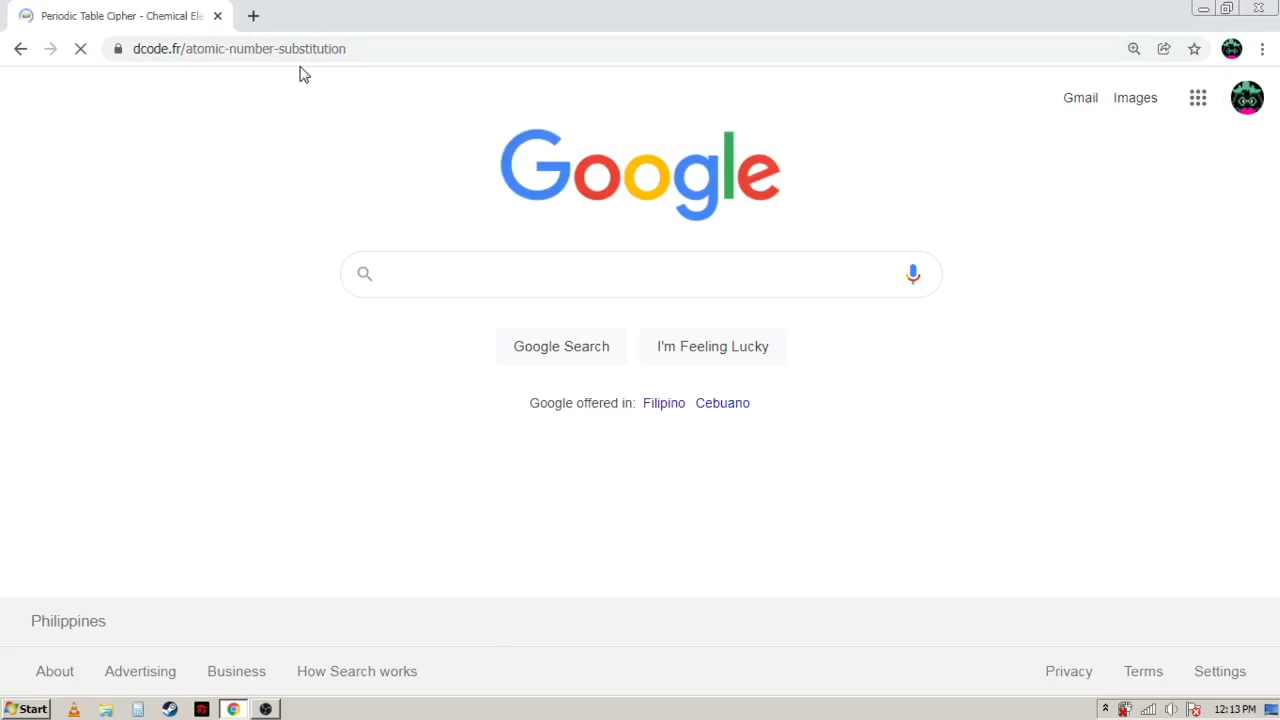 Periodic Table Cipher - Chemical Ele
dcode.fr/atomic-number-substitution
Gmail Images
Google
Google Search I'm Feeling Lucky
Google offered in: Filipino Cebuano
Philippines
About Advertising Business How Search works Privacy Terms Settings
Start 12:13 PM